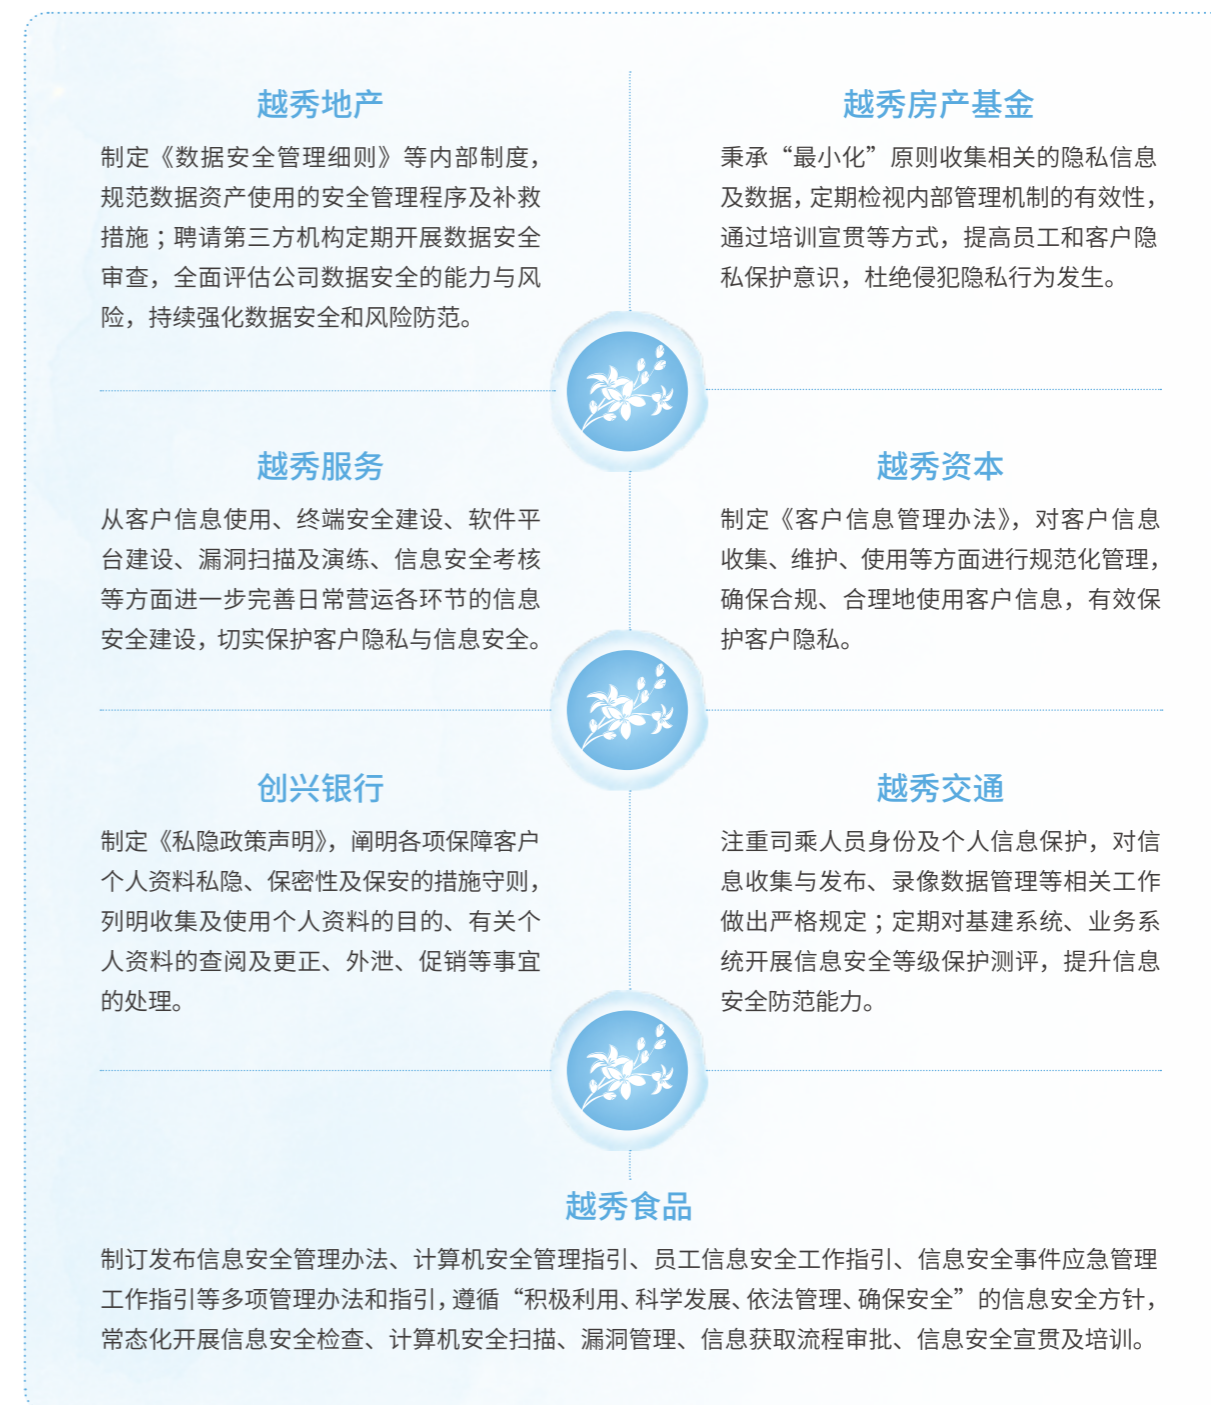 越秀地产
制定《数据安全管理细则》等内部制度，
规范数据资产使用的安全管理程序及补救
措施；聘请第三方机构定期开展数据安全
审查，全面评估公司数据安全的能力与风
险，持续强化数据安全和风险防范。
越秀房产基金
秉承“最小化”原则收集相关的隐私信息
及数据，定期检视内部管理机制的有效性，
通过培训宣贯等方式，提高员工和客户隐
私保护意识，杜绝侵犯隐私行为发生。
越秀服务
从客户信息使用、终端安全建设、软件平
台建设、漏洞扫描及演练、信息安全考核
等方面进一步完善日常营运各环节的信息
安全建设，切实保护客户隐私与信息安全。
越秀资本
制定《客户信息管理办法》，对客户信息
收集、维护、使用等方面进行规范化管理，
确保合规、合理地使用客户信息，有效保
护客户隐私。
创兴银行
制定《私隐政策声明》，阐明各项保障客户
个人资料私隐、保密性及保安的措施守则，
列明收集及使用个人资料的目的、有关个
人资料的查阅及更正、外泄、促销等事宜
的处理。
越秀交通
注重司乘人员身份及个人信息保护，对信
息收集与发布、录像数据管理等相关工作
做出严格规定；定期对基建系统、业务系
统开展信息安全等级保护测评，提升信息
安全防范能力。
越秀食品
制订发布信息安全管理办法、计算机安全管理指引、员工信息安全工作指引、信息安全事件应急管理
工作指引等多项管理办法和指引，遵循“积极利用、科学发展、依法管理、确保安全”的信息安全方针，
常态化开展信息安全检查、计算机安全扫描、漏洞管理、信息获取流程审批、信息安全宣贯及培训。